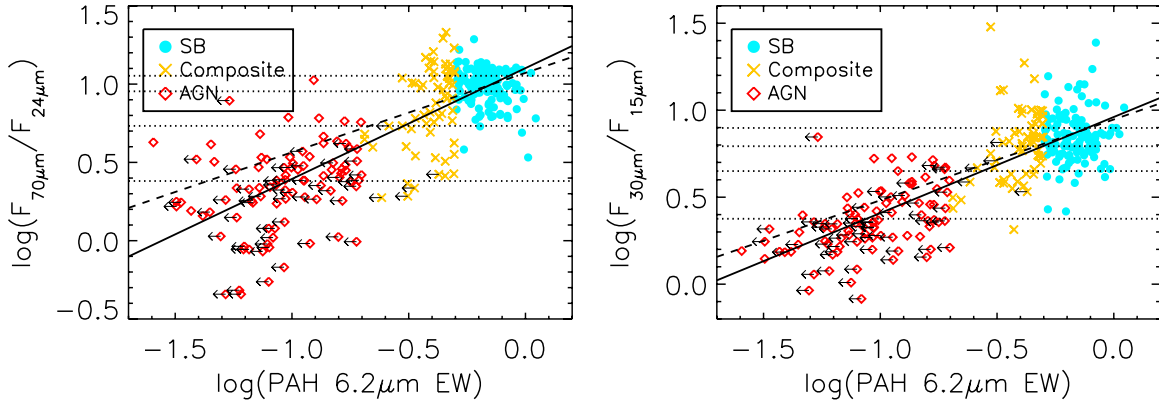 log(F70μm/F24μm)
1.5
1.0
0.5
0.0
−0.5
SB
Composite
AGN
−1.5 −1.0 −0.5 0.0
log(PAH 6.2μm EW)
log(F30μm/F15μm)
1.5
1.0
0.5
0.0
SB
Composite
AGN
−1.5 −1.0 −0.5 0.0
log(PAH 6.2μm EW)